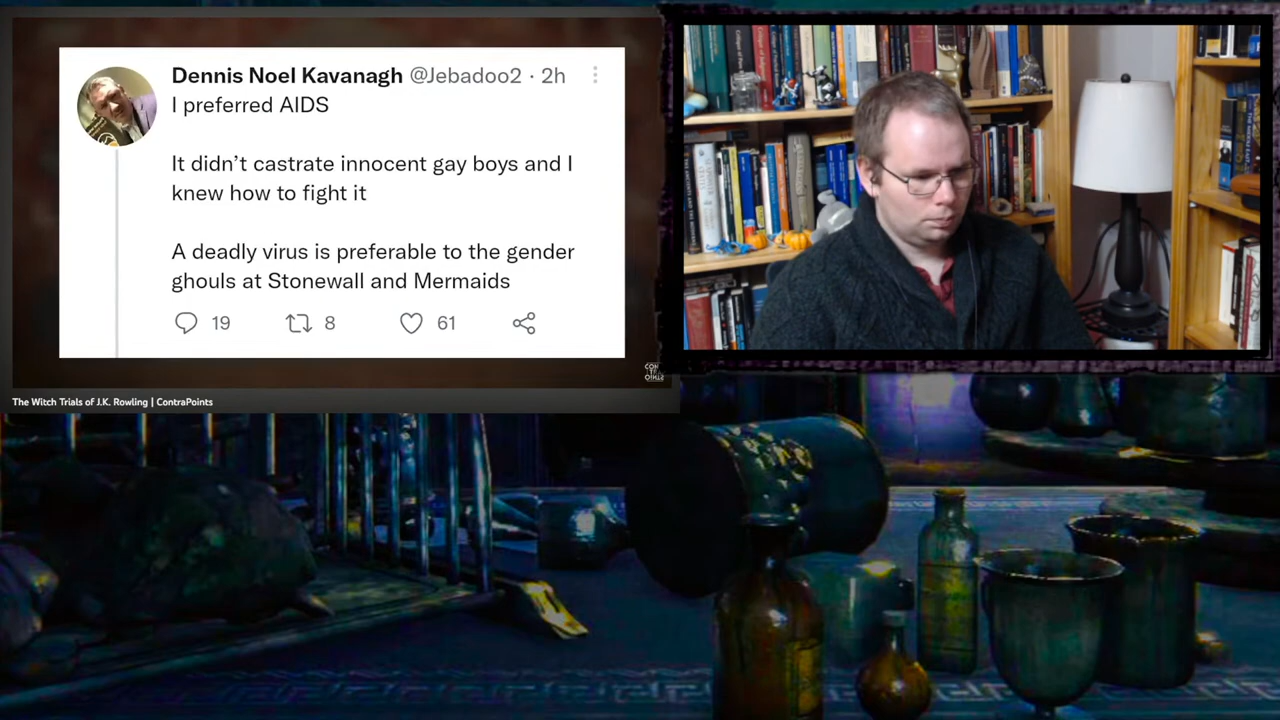 Dennis Noel Kavanagh @Jebadoo2 · 2h
I preferred AIDS
It didn’t castrate innocent gay boys and I
knew how to fight it
A deadly virus is preferable to the gender
ghouls at Stonewall and Mermaids
19 8 61
The Witch Trials of J.K. Rowling | ContraPoints